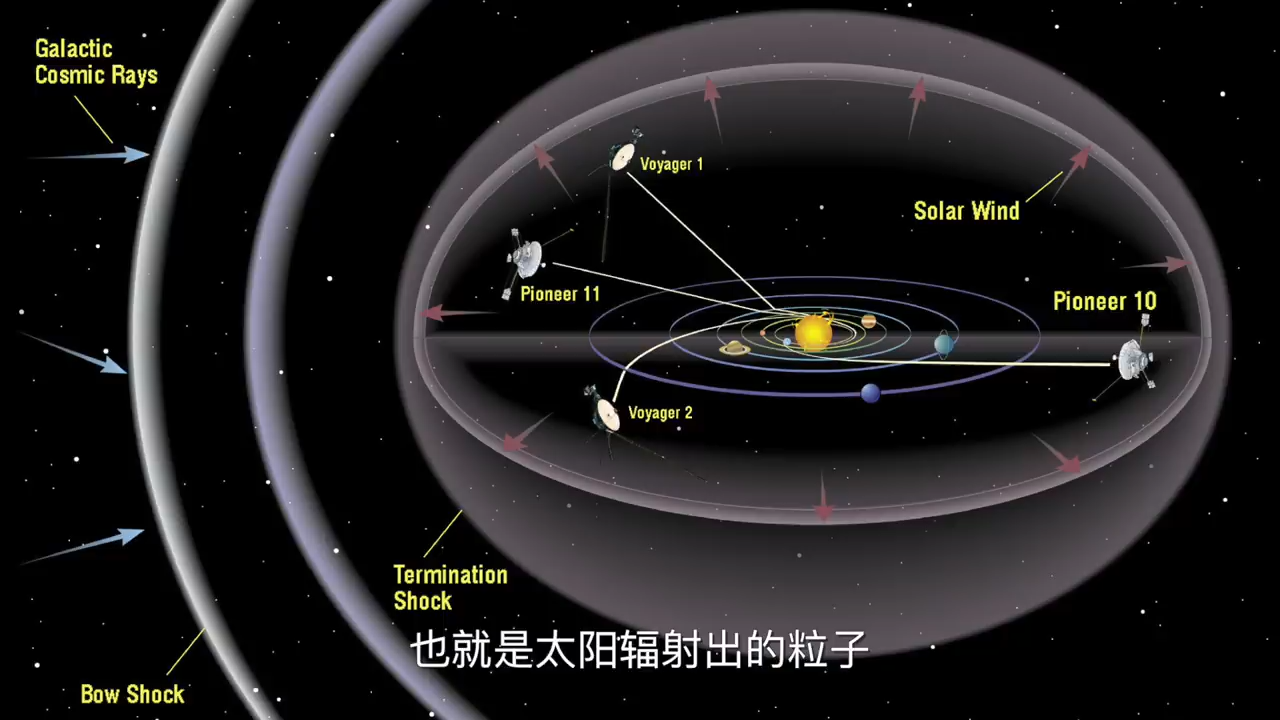 Galactic
Cosmic Rays
Voyager 1
Solar Wind
Pioneer 11
Pioneer 10
Voyager 2
Termination
Shock
也就是太阳辐射出的粒子
Bow Shock